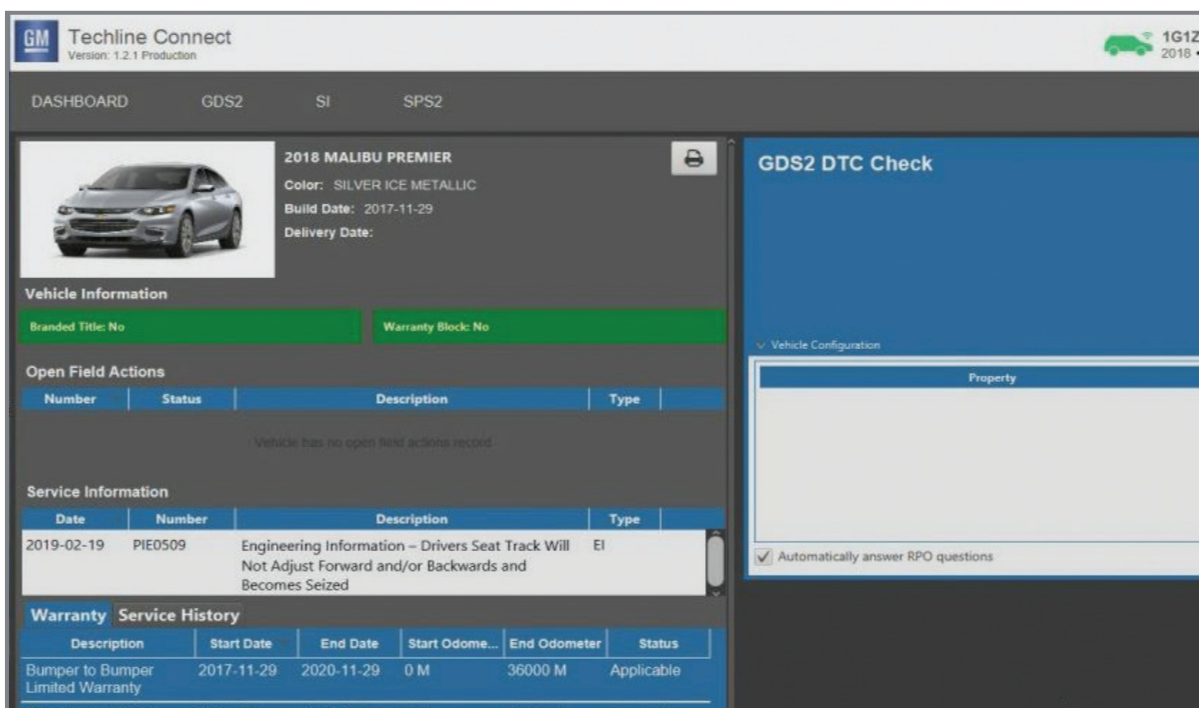 GM Techline Connect
Version: 1.2.1 Production
1G1Z
2018 •
DASHBOARD GDS2 SI SPS2
2018 MALIBU PREMIER
Color: SILVER ICE METALLIC
Build Date: 2017-11-29
Delivery Date:
GDS2 DTC Check
Vehicle Information
Branded Title: No Warranty Block: No
Vehicle Configuration
Open Field Actions
Property
Number Status Description Type
Vehicle has no open field actions record
Service Information
Date Number Description Type
2019-02-19 PIE0509 Engineering Information – Drivers Seat Track Will EI
Not Adjust Forward and/or Backwards and
Becomes Seized
Automatically answer RPO questions
Warranty Service History
Description Start Date End Date Start Odome... End Odometer Status
Bumper to Bumper 2017-11-29 2020-11-29 0 M 36000 M Applicable
Limited Warranty